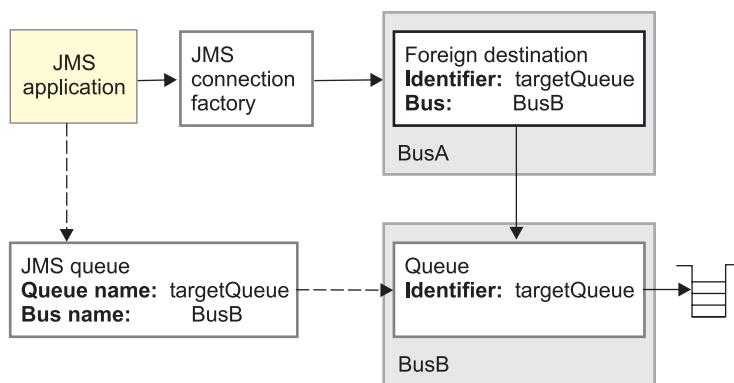 JMS
application
JMS
connection
factory
Foreign destination
Identifier: targetQueue
Bus: BusB
BusA
JMS queue
Queue name: targetQueue
Bus name: BusB
Queue
Identifier: targetQueue
BusB